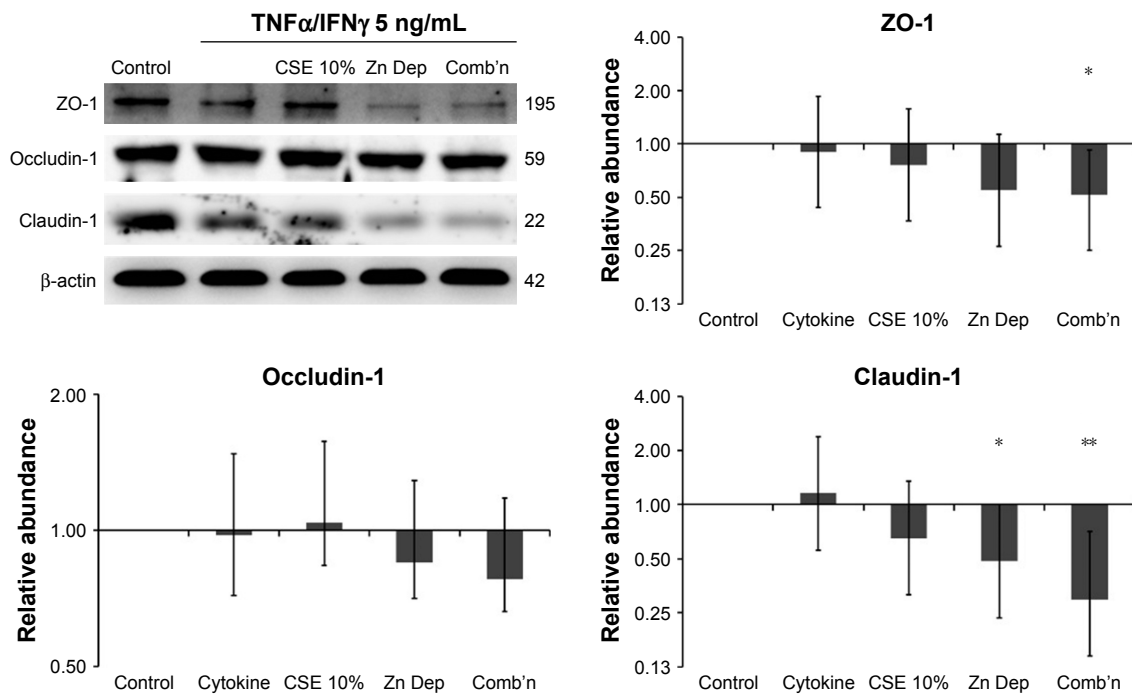 TNFα/IFNγ 5 ng/mL
Control CSE 10% Zn Dep Comb'n
ZO-1 195
Occludin-1 59
Claudin-1 22
β-actin 42
ZO-1
Relative abundance
4.00
2.00
1.00
0.50
0.25
0.13
*
Control Cytokine CSE 10% Zn Dep Comb'n
Occludin-1
Relative abundance
2.00
1.00
0.50
Control Cytokine CSE 10% Zn Dep Comb'n
Claudin-1
Relative abundance
4.00
2.00
1.00
0.50
0.25
0.13
* **
Control Cytokine CSE 10% Zn Dep Comb'n